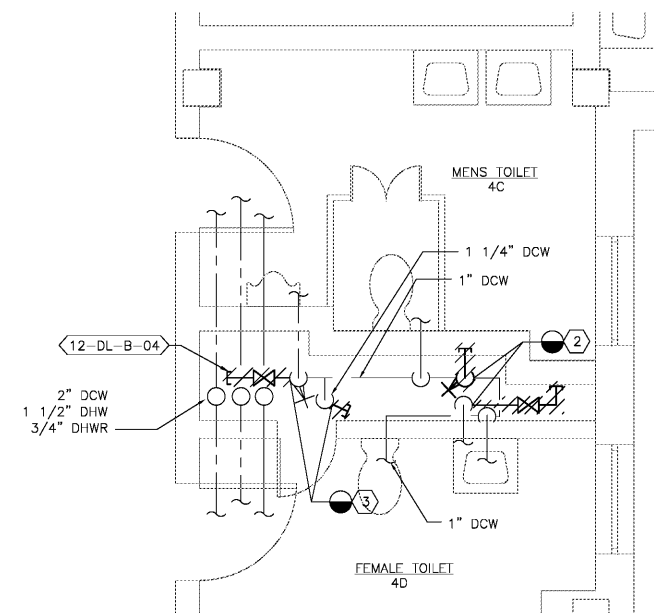 MENS TOILET
4C
1 1/4" DCW
1" DCW
2
12-DL-B-04
2" DCW
1 1/2" DHW
3/4" DHWR
3
1" DCW
FEMALE TOILET
4D